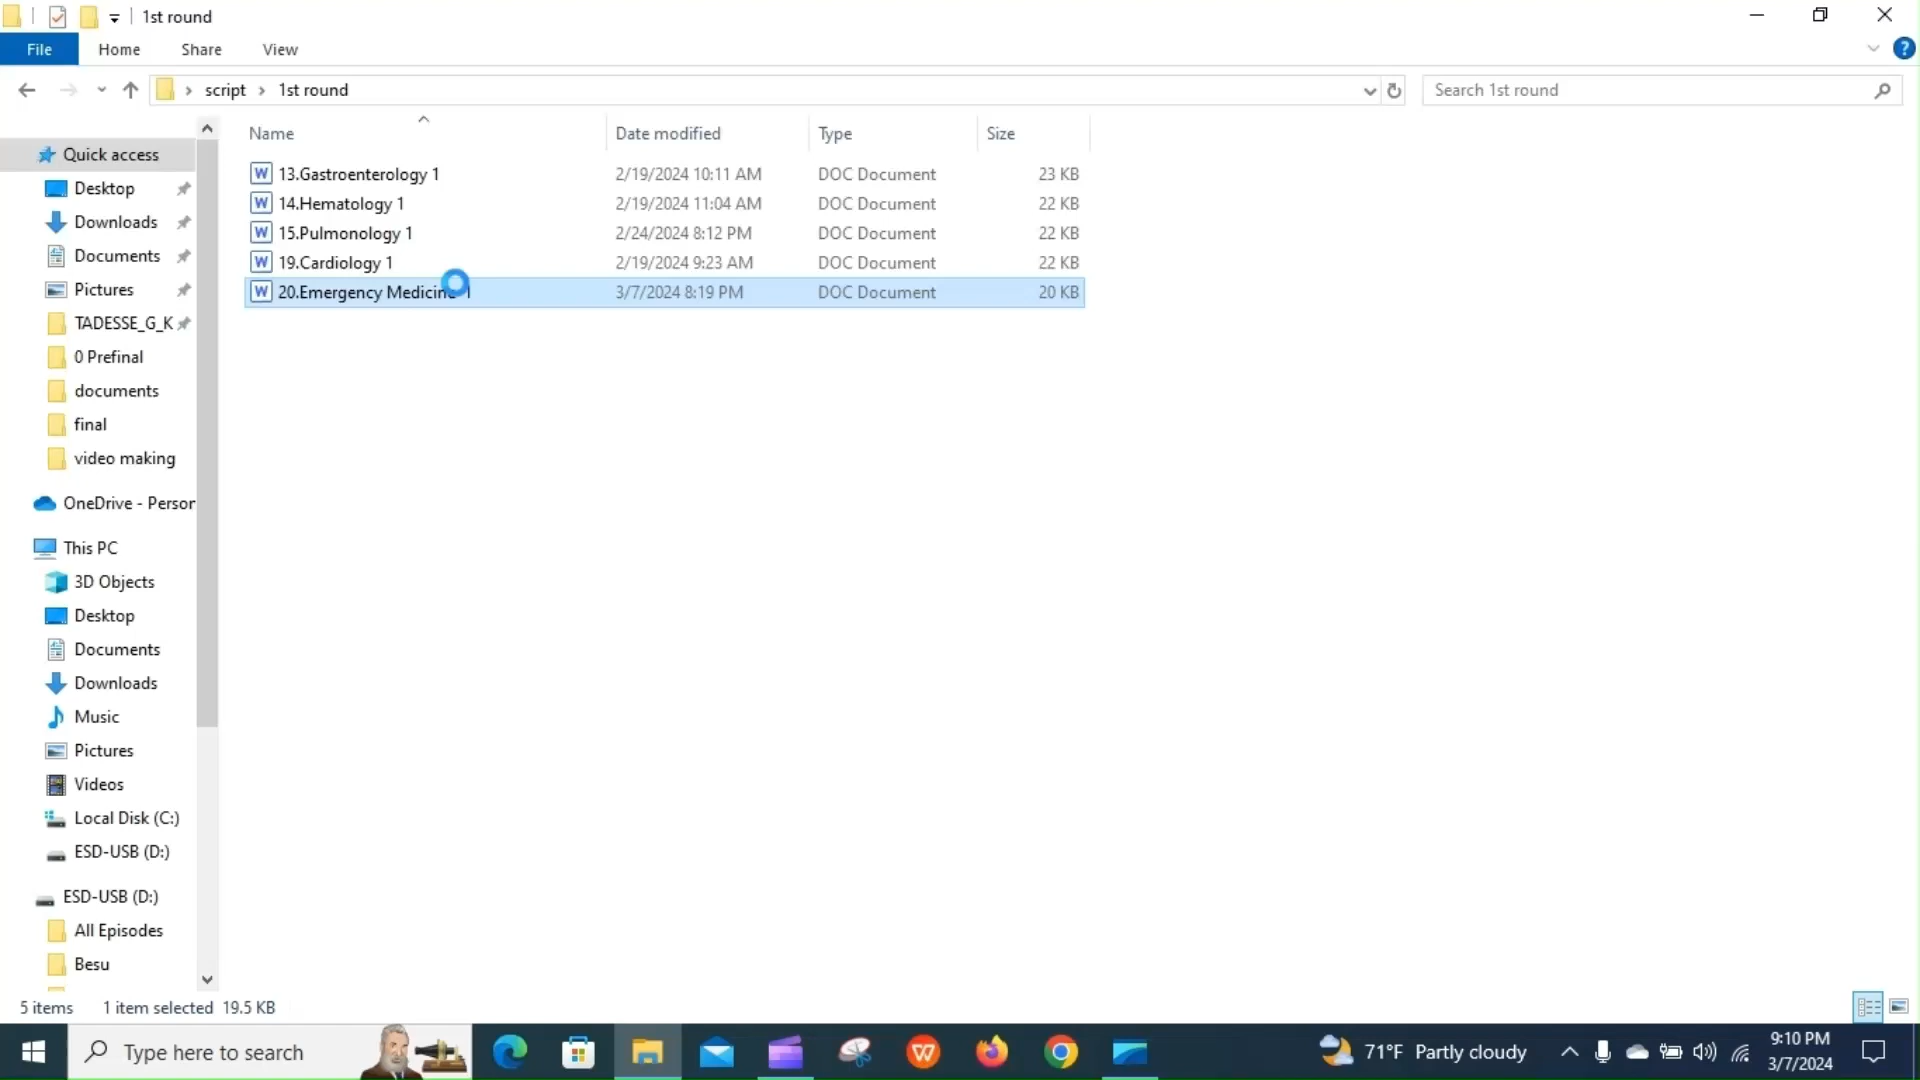 1st round
File Home Share View
script 1st round
Search 1st round
Name Date modified Type Size
13.Gastroenterology 1 2/19/2024 10:11 AM DOC Document 23 KB
14.Hematology 1 2/19/2024 11:04 AM DOC Document 22 KB
15.Pulmonology 1 2/24/2024 8:12 PM DOC Document 22 KB
19.Cardiology 1 2/19/2024 9:23 AM DOC Document 22 KB
20.Emergency Medicine 1 3/7/2024 8:19 PM DOC Document 20 KB
Quick access
Desktop
Downloads
Documents
Pictures
TADESSE_G_K
0 Prefinal
documents
final
video making
OneDrive - Person
This PC
3D Objects
Desktop
Documents
Downloads
Music
Pictures
Videos
Local Disk (C:)
ESD-USB (D:)
ESD-USB (D:)
All Episodes
Besu
5 items 1 item selected 19.5 KB
Type here to search
71°F Partly cloudy
9:10 PM
3/7/2024